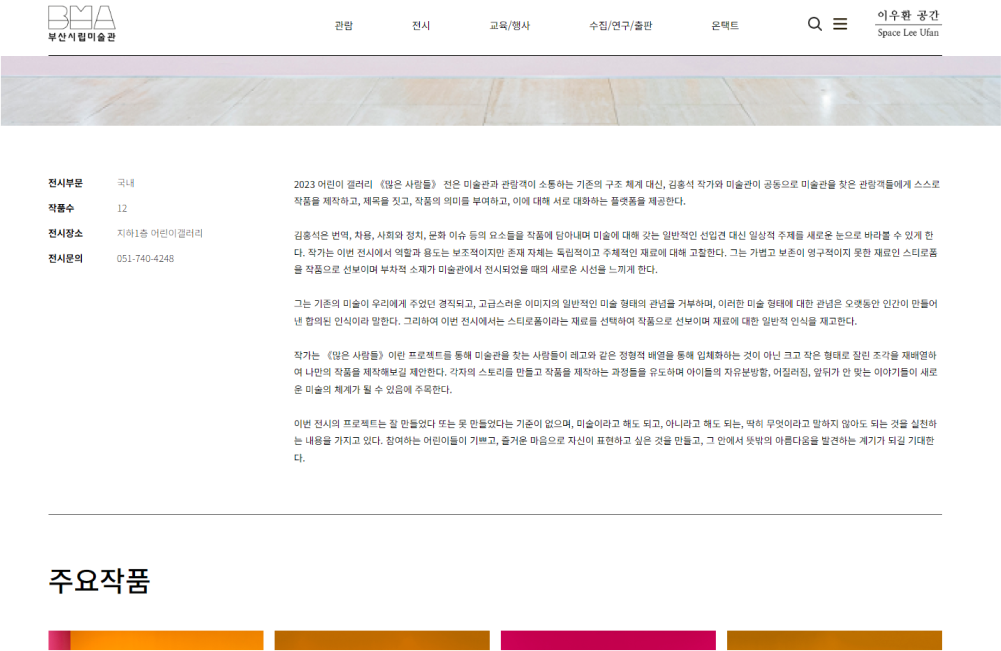 BMA
부산시립미술관
관람
전시
교육/행사
수집/연구/출판
온택트
이우환 공간
Space Lee Ufan
전시부문 국내
작품수 12
전시장소 지하1층 어린이갤러리
전시문의 051-740-4248
2023 어린이 갤러리 《많은 사람들》 전은 미술관과 관람객이 소통하는 기존의 구조 체계 대신, 김홍석 작가와 미술관이 공동으로 미술관을 찾은 관람객들에게 스스로
작품을 제작하고, 제목을 짓고, 작품의 의미를 부여하고, 이에 대해 서로 대화하는 플랫폼을 제공한다.
김홍석은 번역, 차용, 사회와 정치, 문화 이슈 등의 요소들을 작품에 담아내며 미술에 대해 갖는 일반적인 선입견 대신 일상적 주제를 새로운 눈으로 바라볼 수 있게 한
다. 작가는 이번 전시에서 역할과 용도는 보조적이지만 존재 자체는 독립적이고 주체적인 재료에 대해 고찰한다. 그는 가볍고 보존이 영구적이지 못한 재료인 스티로폼
을 작품으로 선보이며 부차적 소재가 미술관에서 전시되었을 때의 새로운 시선을 느끼게 한다.
그는 기존의 미술이 우리에게 주었던 경직되고, 고급스러운 이미지의 일반적인 미술 형태의 관념을 거부하며, 이러한 미술 형태에 대한 관념은 오랫동안 인간이 만들어
낸 합의된 인식이라 말한다. 그리하여 이번 전시에서는 스티로폼이라는 재료를 선택하여 작품으로 선보이며 재료에 대한 일반적 인식을 재고한다.
작가는 《많은 사람들》이란 프로젝트를 통해 미술관을 찾는 사람들이 레고와 같은 정형적 배열을 통해 입체화하는 것이 아닌 크고 작은 형태로 잘린 조각을 재배열하
여 나만의 작품을 제작해보길 제안한다. 각자의 스토리를 만들고 작품을 제작하는 과정들을 유도하며 아이들의 자유분방함, 어질러짐, 앞뒤가 안 맞는 이야기들이 새로
운 미술의 체계가 될 수 있음에 주목한다.
이번 전시의 프로젝트는 잘 만들었다 또는 못 만들었다는 기준이 없으며, 미술이라고 해도 되고, 아니라고 해도 되는, 딱히 무엇이라고 말하지 않아도 되는 것을 실천하
는 내용을 가지고 있다. 참여하는 어린이들이 기쁘고, 즐거운 마음으로 자신이 표현하고 싶은 것을 만들고, 그 안에서 뜻밖의 아름다움을 발견하는 계기가 되길 기대한
다.
주요작품